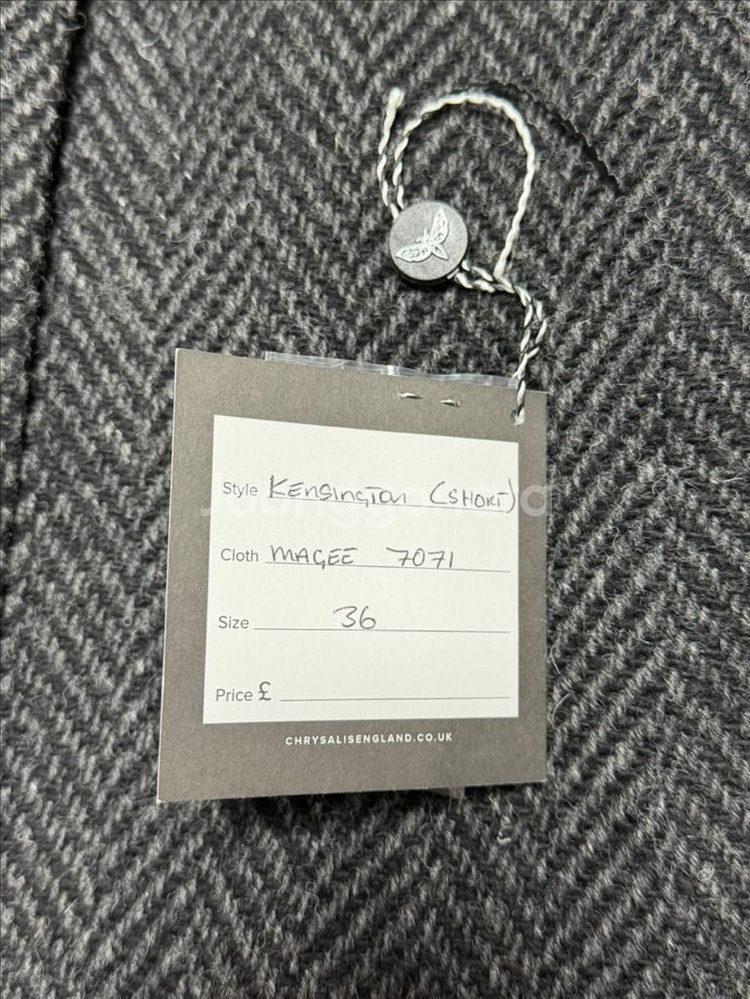 Style Kensington (SHORT)
Cloth MAGEE 7071
Size 36
Price £
CHRYSALISENGLAND.CO.UK